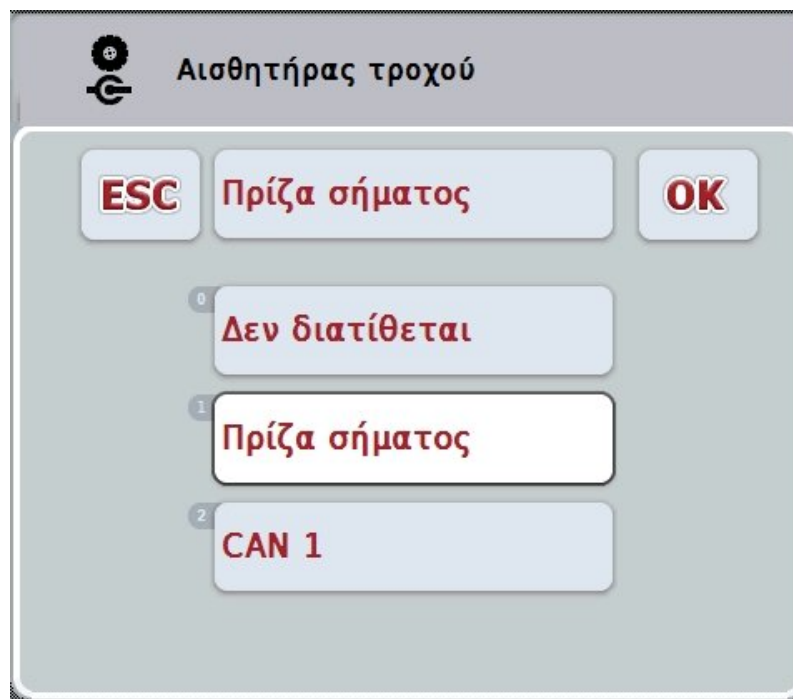 Αισθητήρας τροχού
ESC Πρίζα σήματος OK
0
Δεν διατίθεται
1
Πρίζα σήματος
2
CAN 1